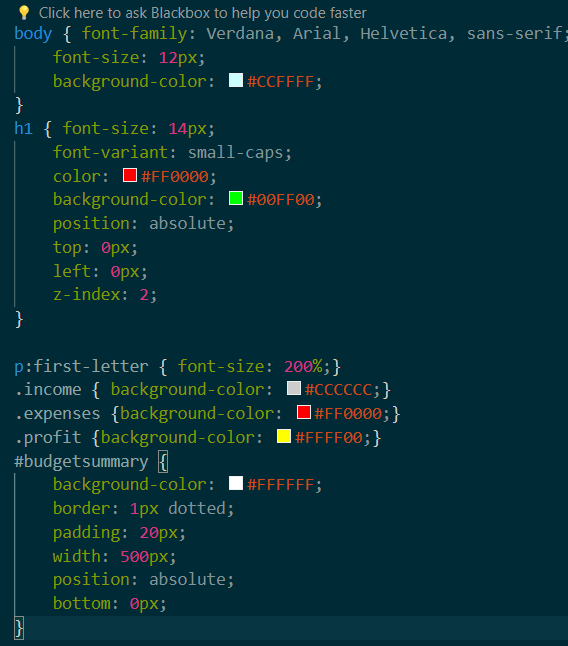 Click here to ask Blackbox to help you code faster
body { font-family: Verdana, Arial, Helvetica, sans-serif;
    font-size: 12px;
    background-color: #CCFFFF;
}
h1 { font-size: 14px;
    font-variant: small-caps;
    color: #FF0000;
    background-color: #00FF00;
    position: absolute;
    top: 0px;
    left: 0px;
    z-index: 2;
}

p:first-letter { font-size: 200%;}
.income { background-color: #CCCCCC;}
.expenses {background-color: #FF0000;}
.profit {background-color: #FFFF00;}
#budgetsummary {
    background-color: #FFFFFF;
    border: 1px dotted;
    padding: 20px;
    width: 500px;
    position: absolute;
    bottom: 0px;
}